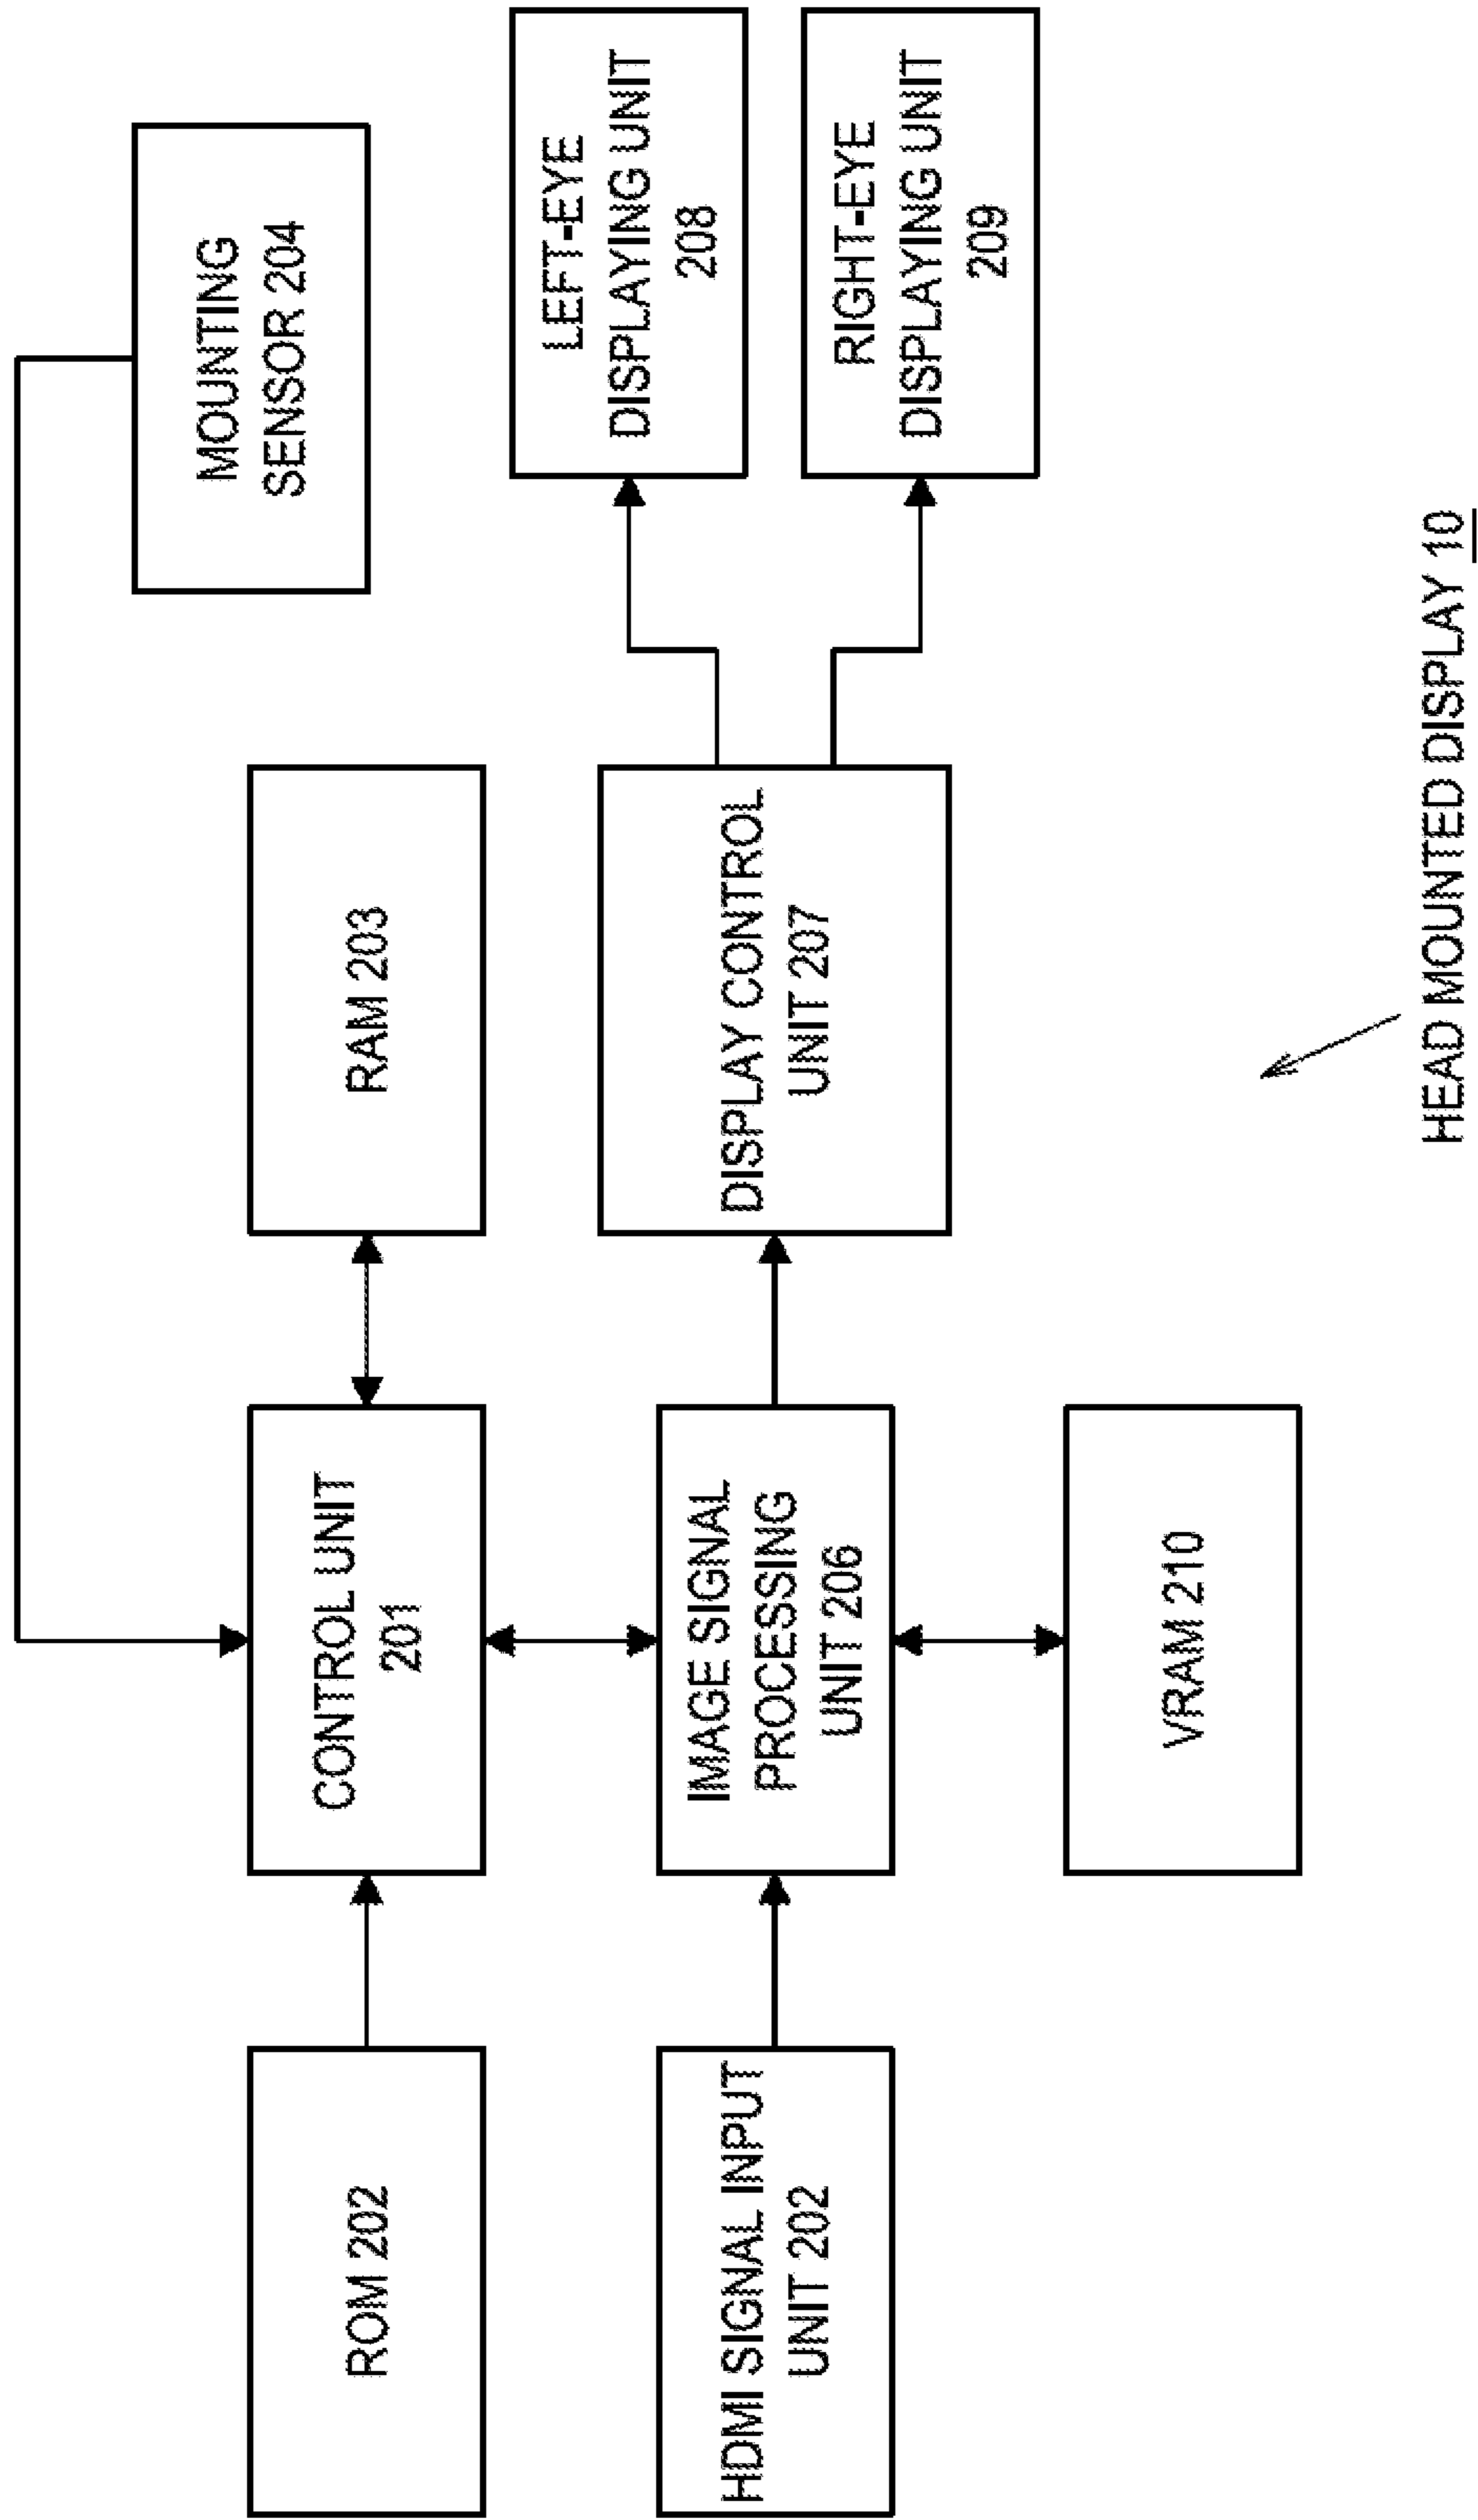 MOUNTING
SENSOR 204
ROM 202
CONTROL UNIT
201
RAM 203
LEFT-EYE
DISPLAYING UNIT
208
HDMI SIGNAL INPUT
UNIT 202
IMAGE SIGNAL
PROCESSING
UNIT 206
DISPLAY CONTROL
UNIT 207
RIGHT-EYE
DISPLAYING UNIT
209
VRAM 210
HEAD MOUNTED DISPLAY 10